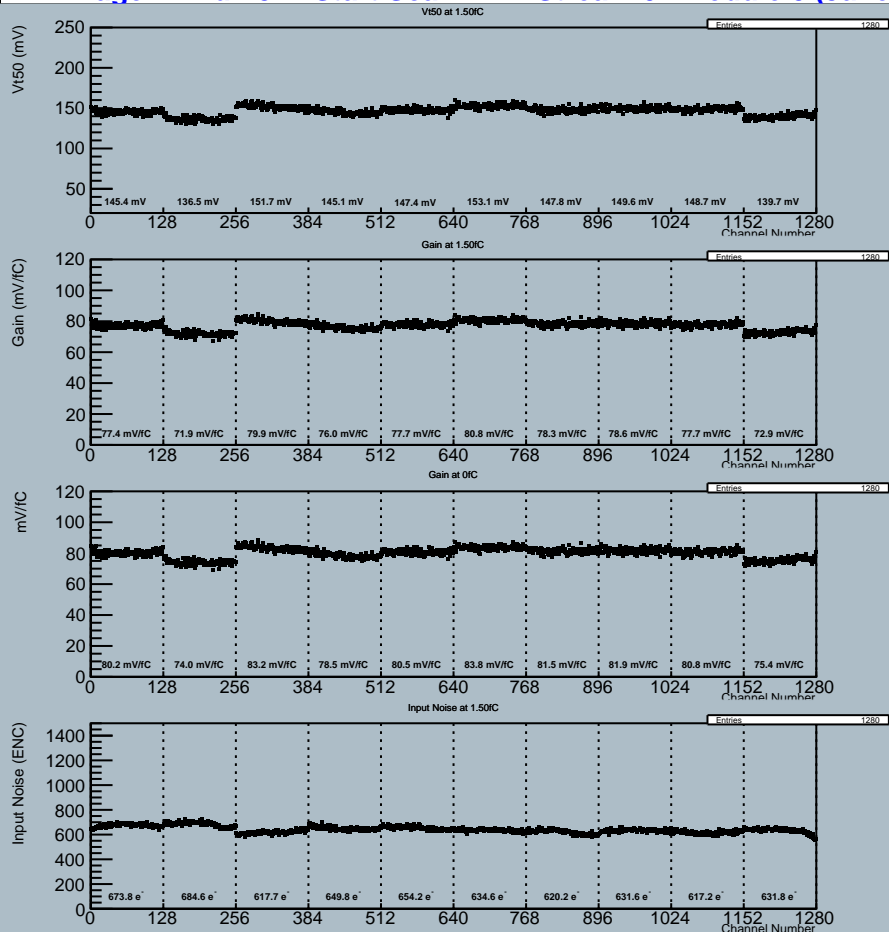 Vt50 at 1.50fC
Entries 1280
Vt50 (mV)
250
200
150
100
50
145.4 mV 136.5 mV 151.7 mV 145.1 mV 147.4 mV 153.1 mV 147.8 mV 149.6 mV 148.7 mV 139.7 mV
0 128 256 384 512 640 768 896 1024 1152 1280
Channel Number
Gain at 1.50fC
Entries 1280
Gain (mV/fC)
120
100
80
60
40
20
0
77.4 mV/fC 71.9 mV/fC 79.9 mV/fC 76.0 mV/fC 77.7 mV/fC 80.8 mV/fC 78.3 mV/fC 78.6 mV/fC 77.7 mV/fC 72.9 mV/fC
0 128 256 384 512 640 768 896 1024 1152 1280
Channel Number
Gain at 0fC
Entries 1280
mV/fC
120
100
80
60
40
20
0
80.2 mV/fC 74.0 mV/fC 83.2 mV/fC 78.5 mV/fC 80.5 mV/fC 83.8 mV/fC 81.5 mV/fC 81.9 mV/fC 80.8 mV/fC 75.4 mV/fC
0 128 256 384 512 640 768 896 1024 1152 1280
Channel Number
Input Noise at 1.50fC
Entries 1280
Input Noise (ENC)
1400
1200
1000
800
600
400
200
0
673.8 e⁻ 684.6 e⁻ 617.7 e⁻ 649.8 e⁻ 654.2 e⁻ 634.6 e⁻ 620.2 e⁻ 631.6 e⁻ 617.2 e⁻ 631.8 e⁻
0 128 256 384 512 640 768 896 1024 1152 1280
Channel Number